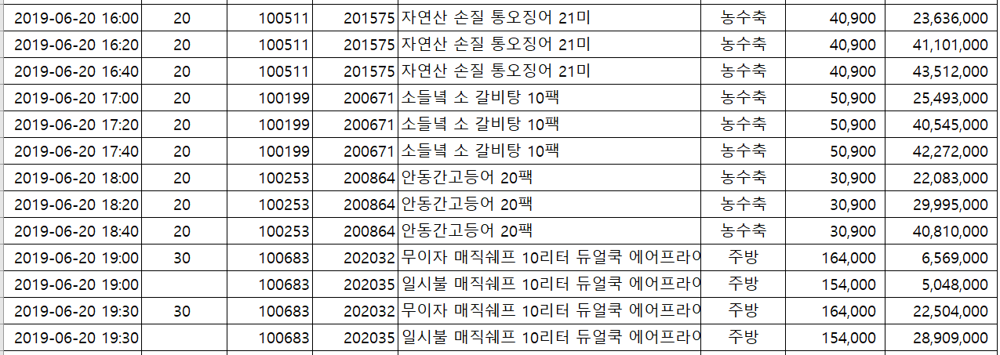 2019-06-20 16:00 20 100511 201575 자연산 손질 통오징어 21미 농수축 40,900 23,636,000
2019-06-20 16:20 20 100511 201575 자연산 손질 통오징어 21미 농수축 40,900 41,101,000
2019-06-20 16:40 20 100511 201575 자연산 손질 통오징어 21미 농수축 40,900 43,512,000
2019-06-20 17:00 20 100199 200671 소들녘 소 갈비탕 10팩 농수축 50,900 25,493,000
2019-06-20 17:20 20 100199 200671 소들녘 소 갈비탕 10팩 농수축 50,900 40,545,000
2019-06-20 17:40 20 100199 200671 소들녘 소 갈비탕 10팩 농수축 50,900 42,272,000
2019-06-20 18:00 20 100253 200864 안동간고등어 20팩 농수축 30,900 22,083,000
2019-06-20 18:20 20 100253 200864 안동간고등어 20팩 농수축 30,900 29,995,000
2019-06-20 18:40 20 100253 200864 안동간고등어 20팩 농수축 30,900 40,810,000
2019-06-20 19:00 30 100683 202032 무이자 매직쉐프 10리터 듀얼쿡 에어프라이 주방 164,000 6,569,000
2019-06-20 19:00 100683 202035 일시불 매직쉐프 10리터 듀얼쿡 에어프라이 주방 154,000 5,048,000
2019-06-20 19:30 30 100683 202032 무이자 매직쉐프 10리터 듀얼쿡 에어프라이 주방 164,000 22,504,000
2019-06-20 19:30 100683 202035 일시불 매직쉐프 10리터 듀얼쿡 에어프라이 주방 154,000 28,909,000